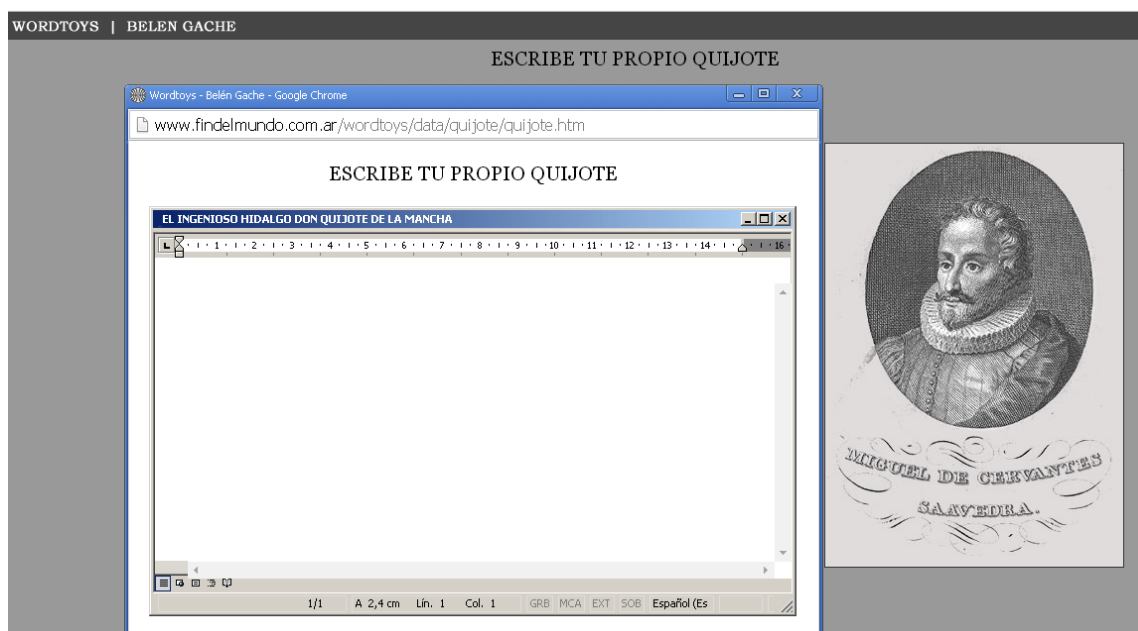 WORDTOYS | BELEN GACHE
ESCRIBE TU PROPIO QUIJOTE
Wordtoys - Belén Gache - Google Chrome
www.findelmundo.com.ar/wordtoys/data/quijote/quijote.htm
ESCRIBE TU PROPIO QUIJOTE
EL INGENIOSO HIDALGO DON QUIJOTE DE LA MANCHA
L 1 2 3 4 5 6 7 8 9 10 11 12 13 14 16
1/1 A 2,4 cm Lín. 1 Col. 1 GRB MCA EXT SOB Español (Es
MIGUEL DE CERVANTES
SAAVEDRA.